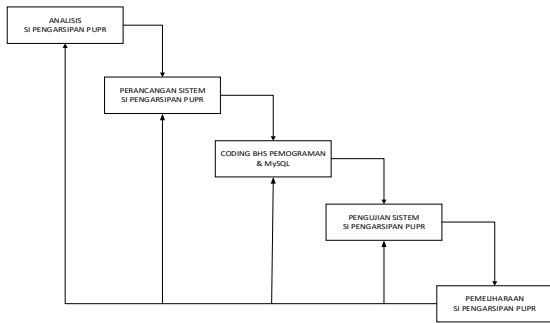 ANALISIS
SI PENGARSIPAN PUPR
PERANCANGAN SISTEM
SI PENGARSIPAN PUPR
CODING BHS PEMOGRAMAN
& MySQL
PENGUJIAN SISTEM
SI PENGARSIPAN PUPR
PEMELIHARAAN
SI PENGARSIPAN PUPR